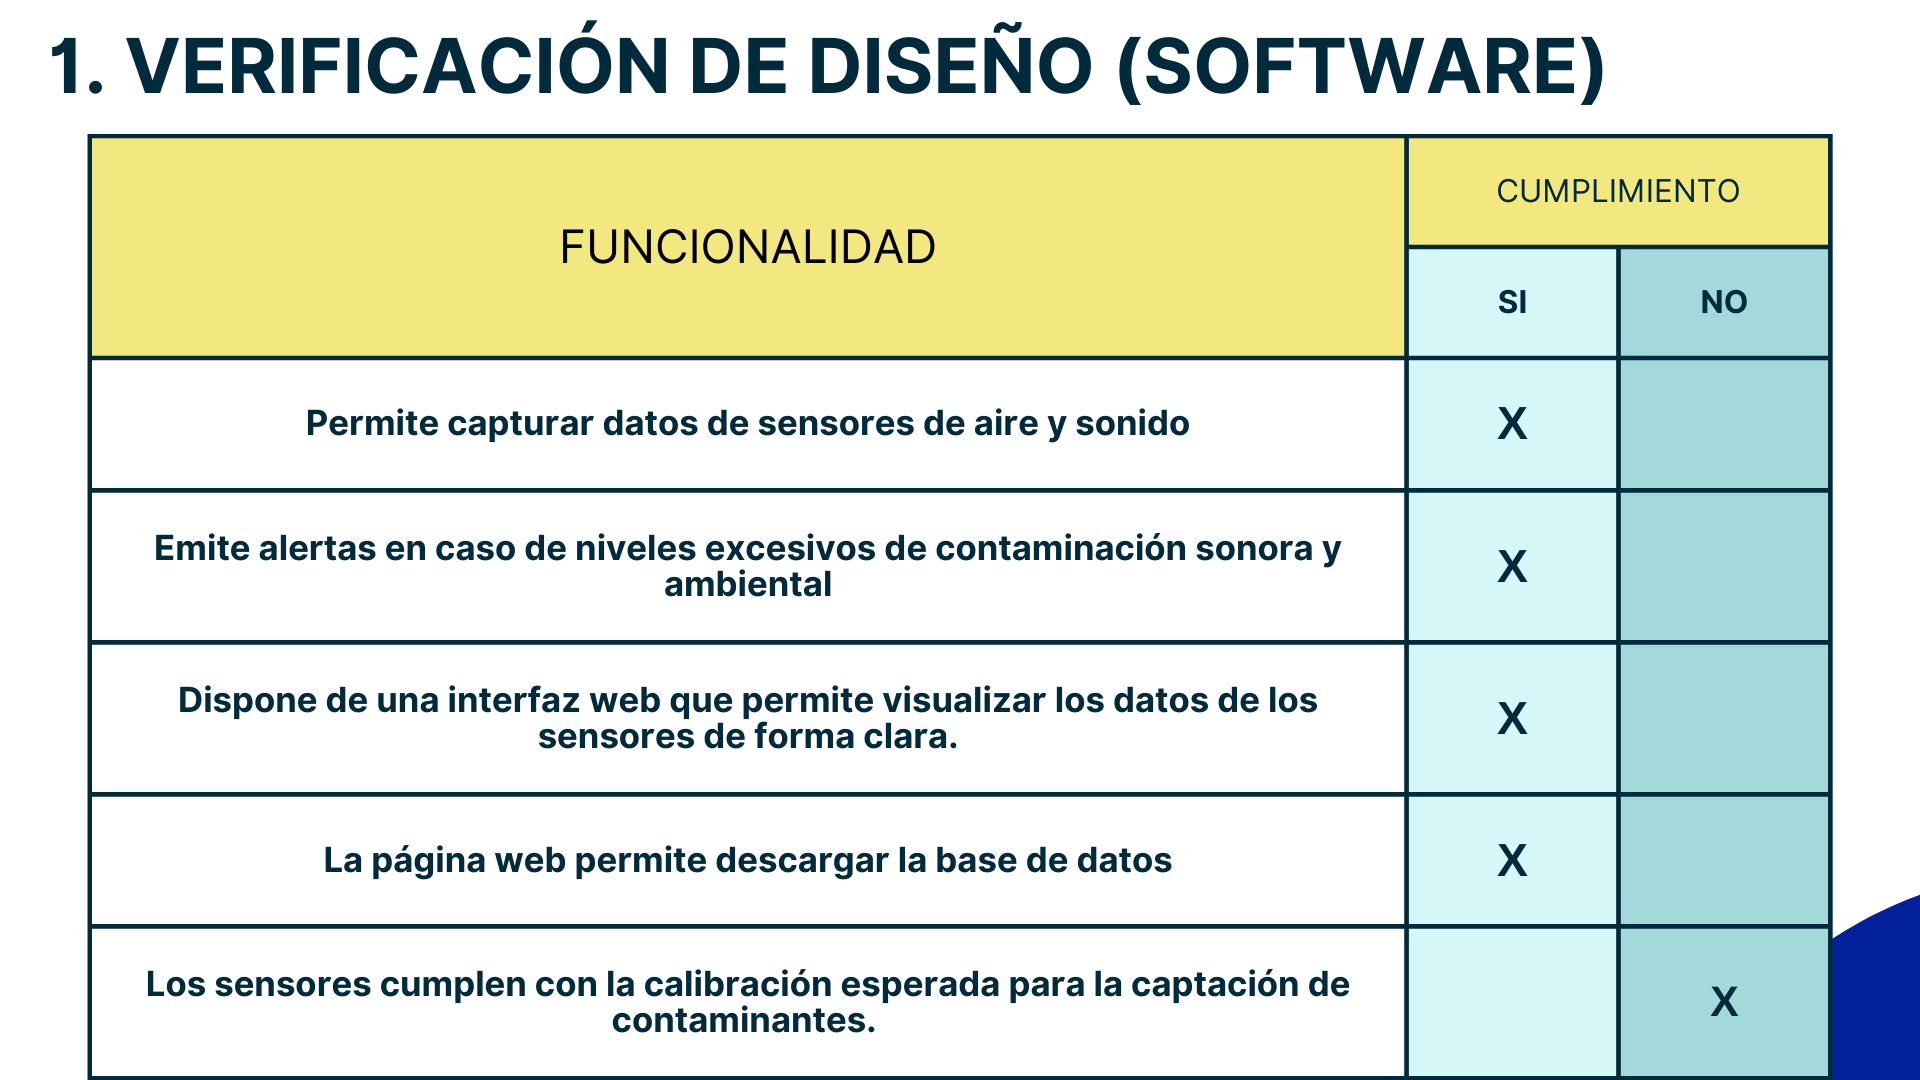 1. VERIFICACIÓN DE DISEÑO (SOFTWARE)
FUNCIONALIDAD
CUMPLIMIENTO
SI
NO
Permite capturar datos de sensores de aire y sonido
X
Emite alertas en caso de niveles excesivos de contaminación sonora y
ambiental
X
Dispone de una interfaz web que permite visualizar los datos de los
sensores de forma clara.
X
La página web permite descargar la base de datos
X
Los sensores cumplen con la calibración esperada para la captación de
contaminantes.
X